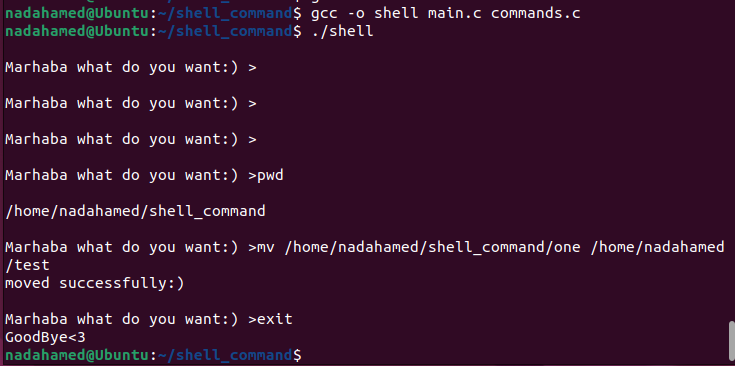 nadahamed@Ubuntu:~/shell_command$ gcc -o shell main.c commands.c
nadahamed@Ubuntu:~/shell_command$ ./shell
Marhaba what do you want:) >
Marhaba what do you want:) >
Marhaba what do you want:) >
Marhaba what do you want:) >pwd
/home/nadahamed/shell_command
Marhaba what do you want:) >mv /home/nadahamed/shell_command/one /home/nadahamed
/test
moved successfully:)
Marhaba what do you want:) >exit
GoodBye<3
nadahamed@Ubuntu:~/shell_command$